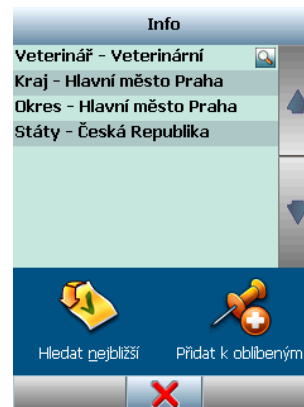 Info
Veterinář - Veterinární
Kraj - Hlavní město Praha
Okres - Hlavní město Praha
Státy - Česká Republika
Hledat nejbližší
Přidat k oblíbeným